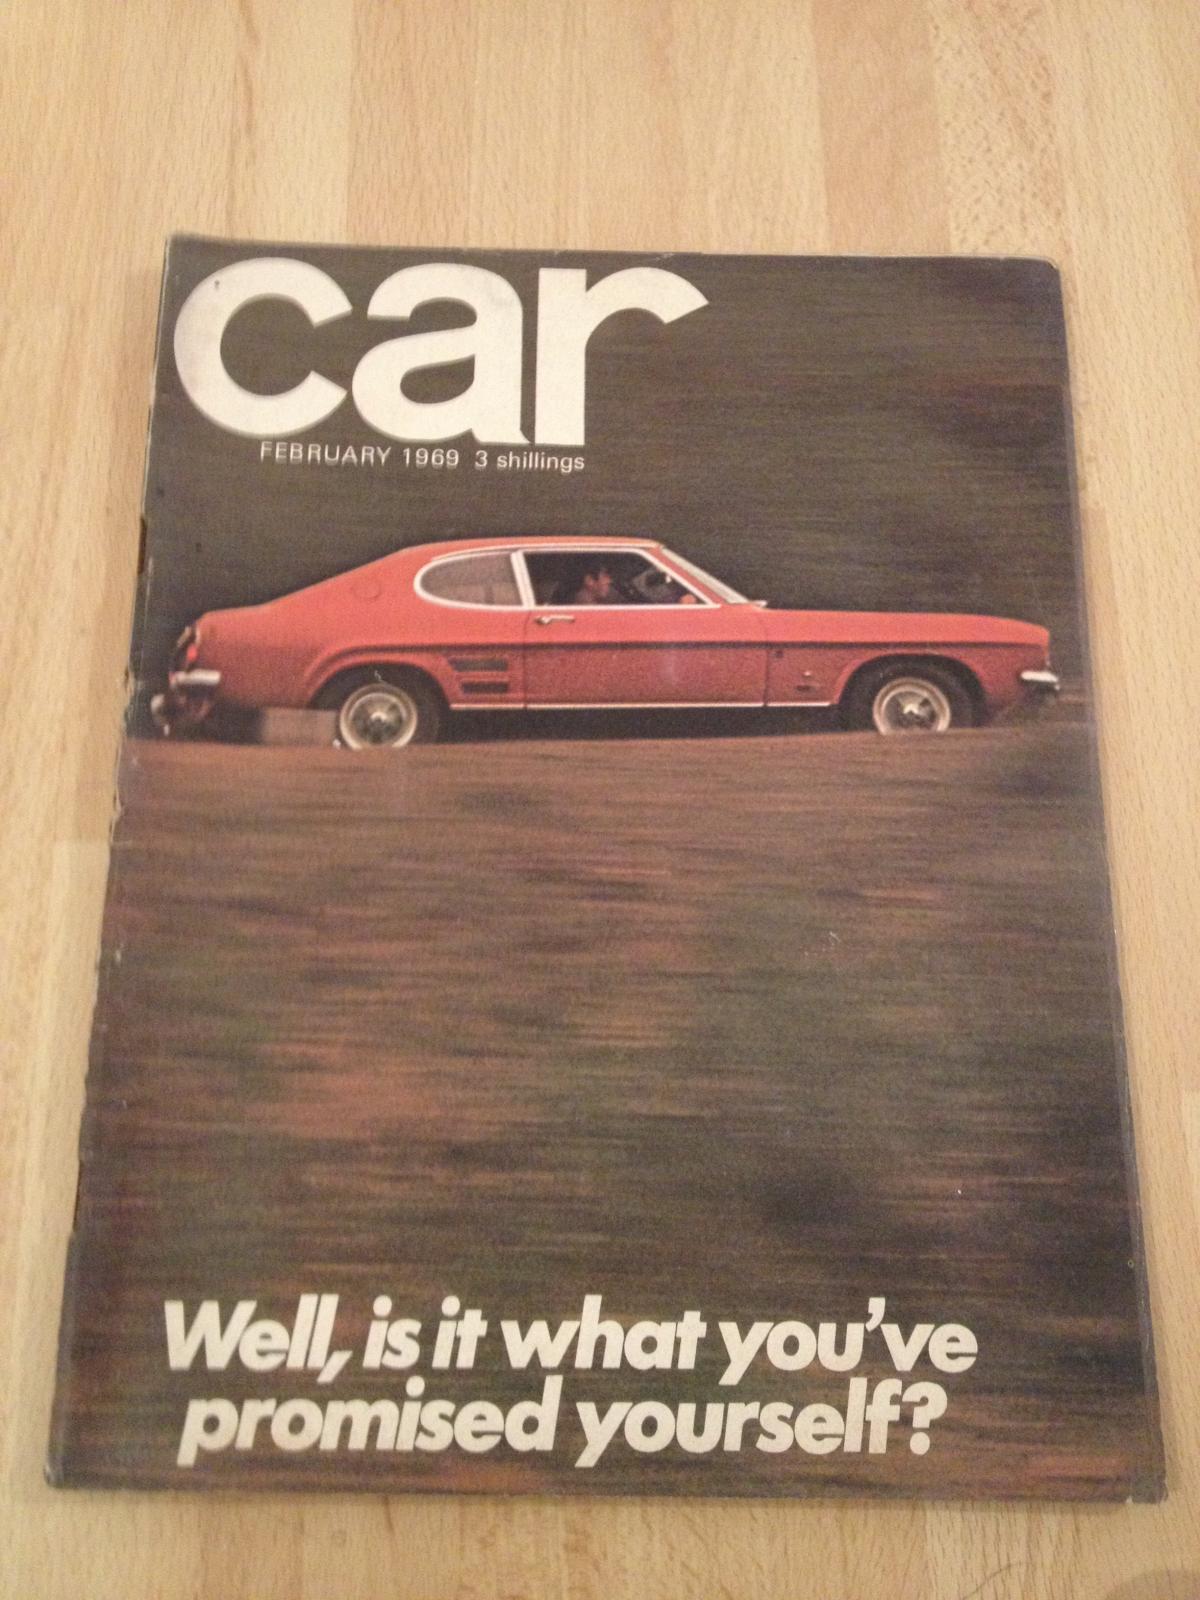 car
FEBRUARY 1969 3 shillings
Well, is it what you've
promised yourself?